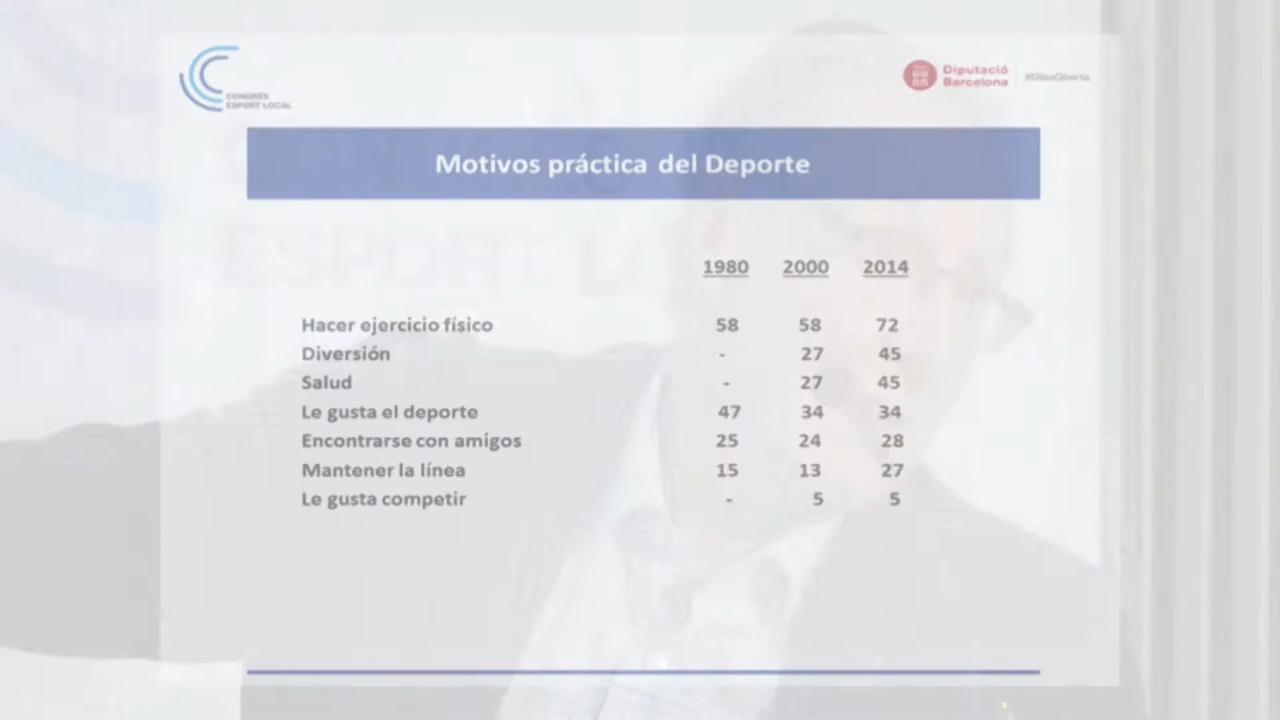 CONGRÉS
ESPORT LOCAL
Diputació
Barcelona
#DibaOberta
Motivos práctica del Deporte
1980 2000 2014
Hacer ejercicio físico 58 58 72
Diversión - 27 45
Salud - 27 45
Le gusta el deporte 47 34 34
Encontrarse con amigos 25 24 28
Mantener la línea 15 13 27
Le gusta competir - 5 5
ESPORT L